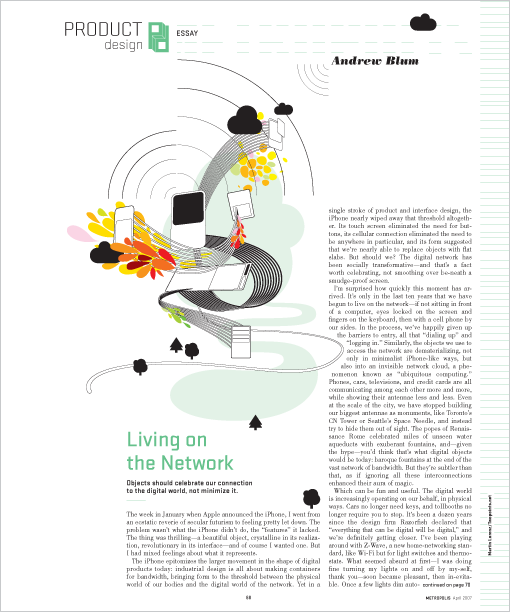 PRODUCT
design
ESSAY
Andrew Blum
Living on
the Network
Objects should celebrate our connection
to the digital world, not minimize it.
The week in January when Apple announced the iPhone, I went from
an ecstatic reverie of secular futurism to feeling pretty let down. The
problem wasn't what the iPhone didn't do, the "features" it lacked.
The thing was thrilling—a beautiful object, crystalline in its realiza-
tion, revolutionary in its interface—and of course I wanted one. But
I had mixed feelings about what it represents.
The iPhone epitomizes the larger movement in the shape of digital
products today: industrial design is all about making containers
for bandwidth, bringing form to the threshold between the physical
world of our bodies and the digital world of the network. Yet in a
single stroke of product and interface design, the
iPhone nearly wiped away that threshold altogeth-
er. Its touch screen eliminated the need for but-
tons, its cellular connection eliminated the need to
be anywhere in particular, and its form suggested
that we're nearly able to replace objects with flat
slabs. But should we? The digital network has
been socially transformative—and that's a fact
worth celebrating, not smoothing over be-neath a
smudge-proof screen.
I'm surprised how quickly this moment has ar-
rived. It's only in the last ten years that we have
begun to live on the network—if not sitting in front
of a computer, eyes locked on the screen and
fingers on the keyboard, then with a cell phone by
our sides. In the process, we've happily given up
the barriers to entry, all that "dialing up" and
"logging in." Similarly, the objects we use to
access the network are dematerializing, not
only in minimalist iPhone-like ways, but
also into an invisible network cloud, a phe-
nomenon known as "ubiquitous computing."
Phones, cars, televisions, and credit cards are all
communicating among each other more and more,
while showing their antennae less and less. Even
at the scale of the city, we have stopped building
our biggest antennae as monuments, like Toronto's
CN Tower or Seattle's Space Needle, and instead
try to hide them out of sight. The popes of Renais-
sance Rome celebrated miles of unseen water
aqueducts with exuberant fountains, and—given
the hype—you'd think that's what digital objects
would be today: baroque fountains at the end of the
vast network of bandwidth. But they're subtler than
that, as if ignoring all these interconnections
enhanced their aura of magic.
Which can be fun and useful. The digital world
is increasingly operating on our behalf, in physical
ways. Cars no longer need keys, and tollbooths no
longer require you to stop. It's been a dozen years
since the design firm Razorfish declared that
"everything that can be digital will be digital," and
we're definitely getting closer. I've been playing
around with Z-Wave, a new home-networking stan-
dard, like Wi-Fi but for light switches and thermo-
stats. What seemed absurd at first—I was doing
fine turning my lights on and off by my-self,
thank you—soon became pleasant, then in-evita-
ble. Once a few lights dim auto- continued on page 70
68
METROPOLIS April 2007